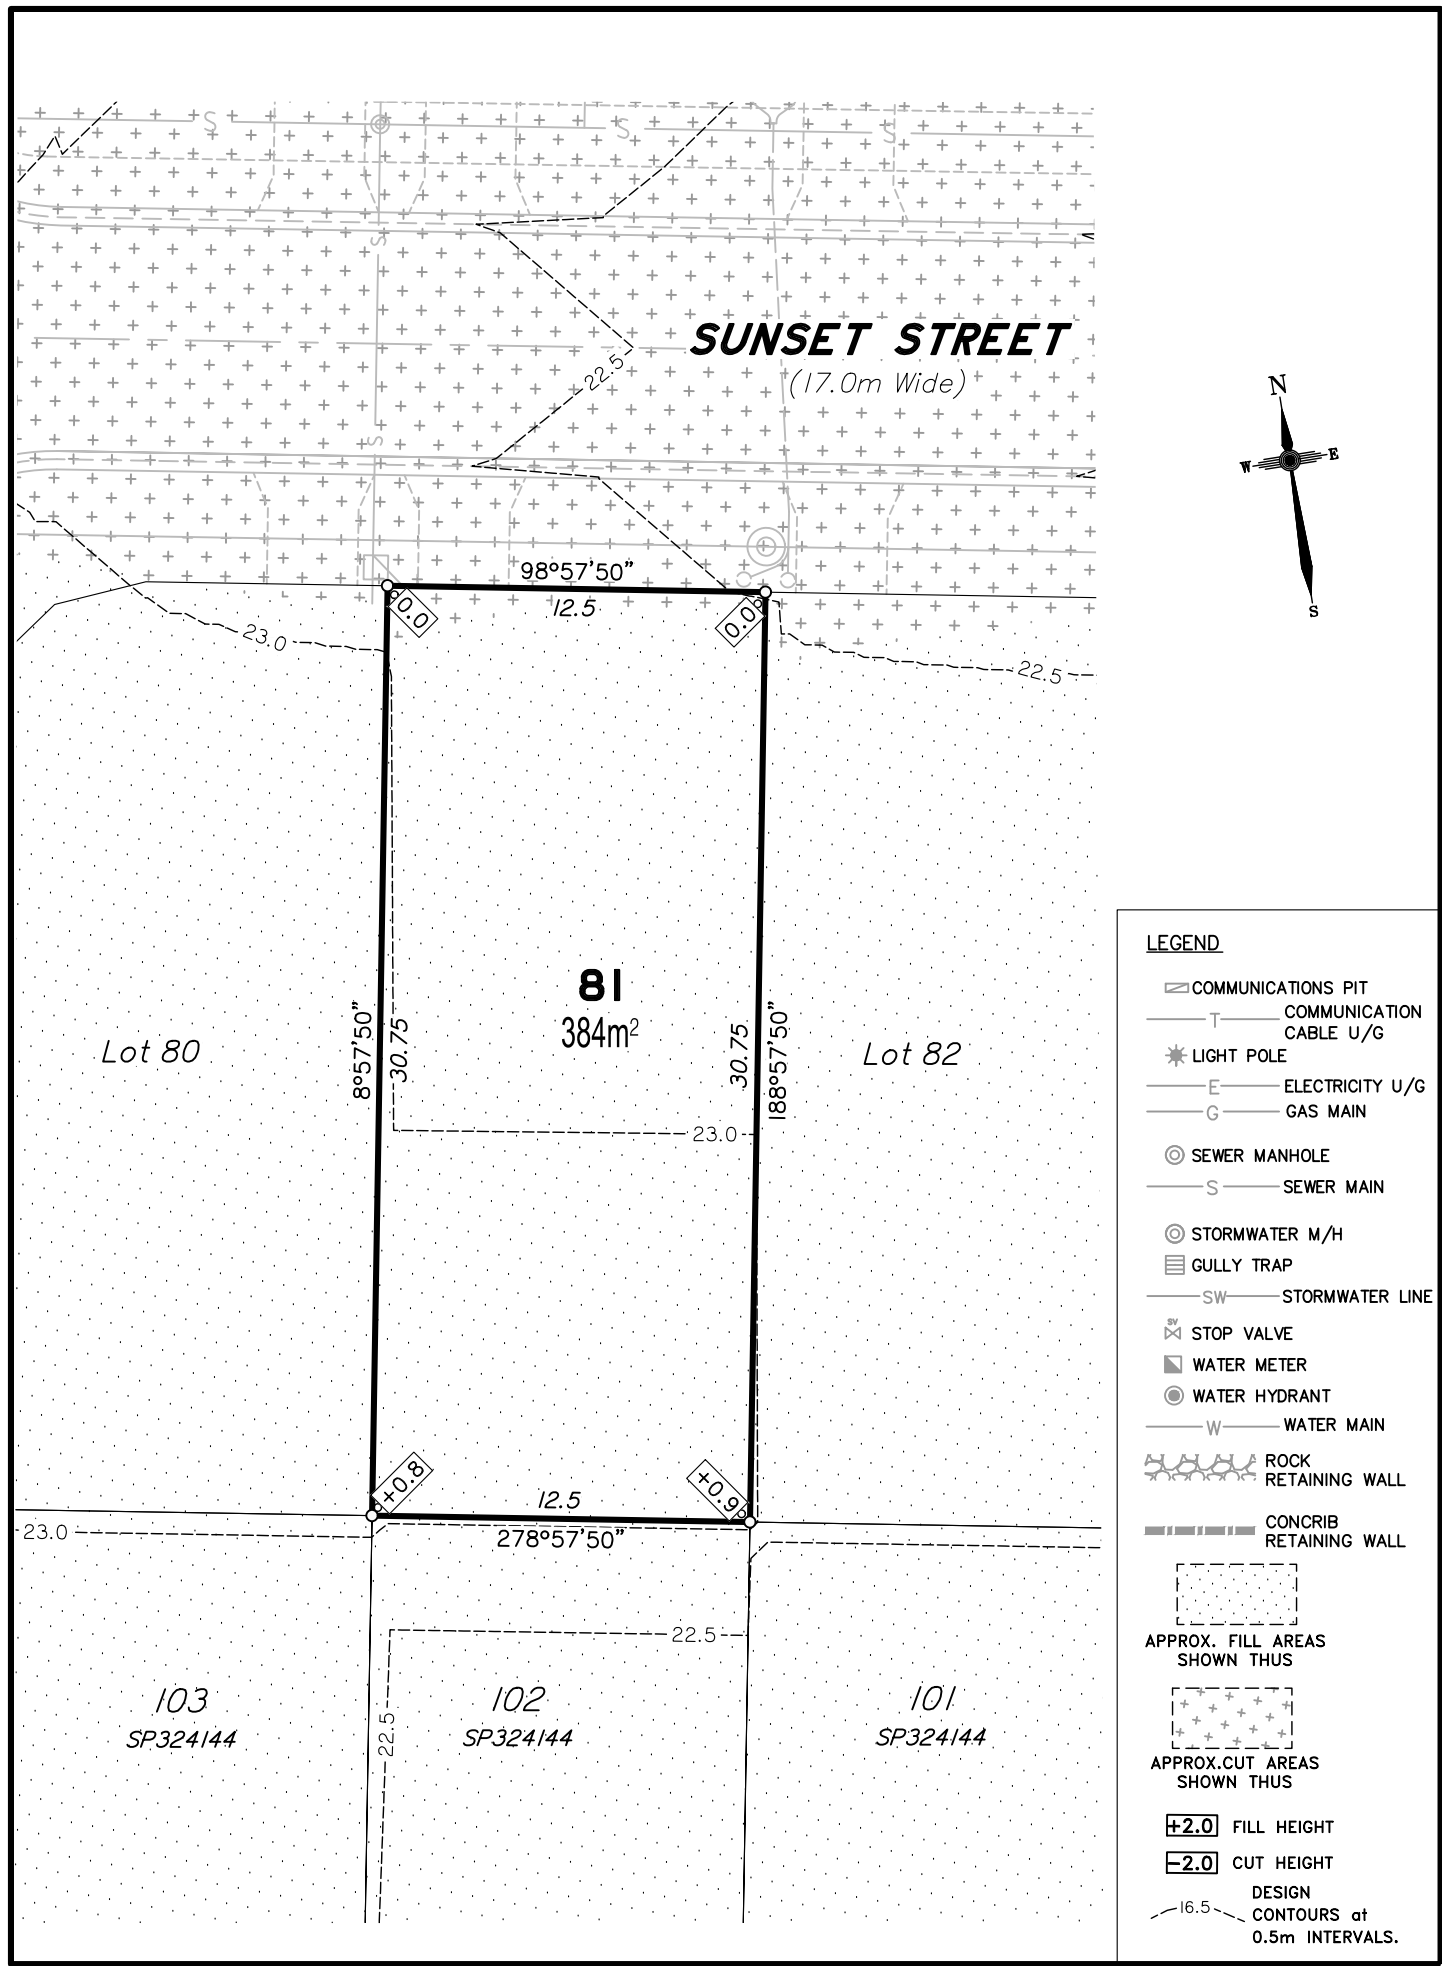 S
S
S
S
SUNSET STREET
(17.0m Wide)
22.5
S
N
W
E
S
98°57'50"
12.5
0.0
0.0
23.0
22.5
81
384m²
8°57'50"
30.75
30.75
188°57'50"
Lot 80
Lot 82
23.0
+0.8
+0.9
12.5
278°57'50"
23.0
22.5
22.5
103
SP324144
102
SP324144
101
SP324144
LEGEND
COMMUNICATIONS PIT
T COMMUNICATION
CABLE U/G
LIGHT POLE
E ELECTRICITY U/G
G GAS MAIN
SEWER MANHOLE
S SEWER MAIN
STORMWATER M/H
GULLY TRAP
SW STORMWATER LINE
SV
STOP VALVE
WATER METER
WATER HYDRANT
W WATER MAIN
ROCK
RETAINING WALL
CONCRIB
RETAINING WALL
APPROX. FILL AREAS
SHOWN THUS
APPROX.CUT AREAS
SHOWN THUS
+2.0 FILL HEIGHT
-2.0 CUT HEIGHT
DESIGN
16.5 CONTOURS at
0.5m INTERVALS.